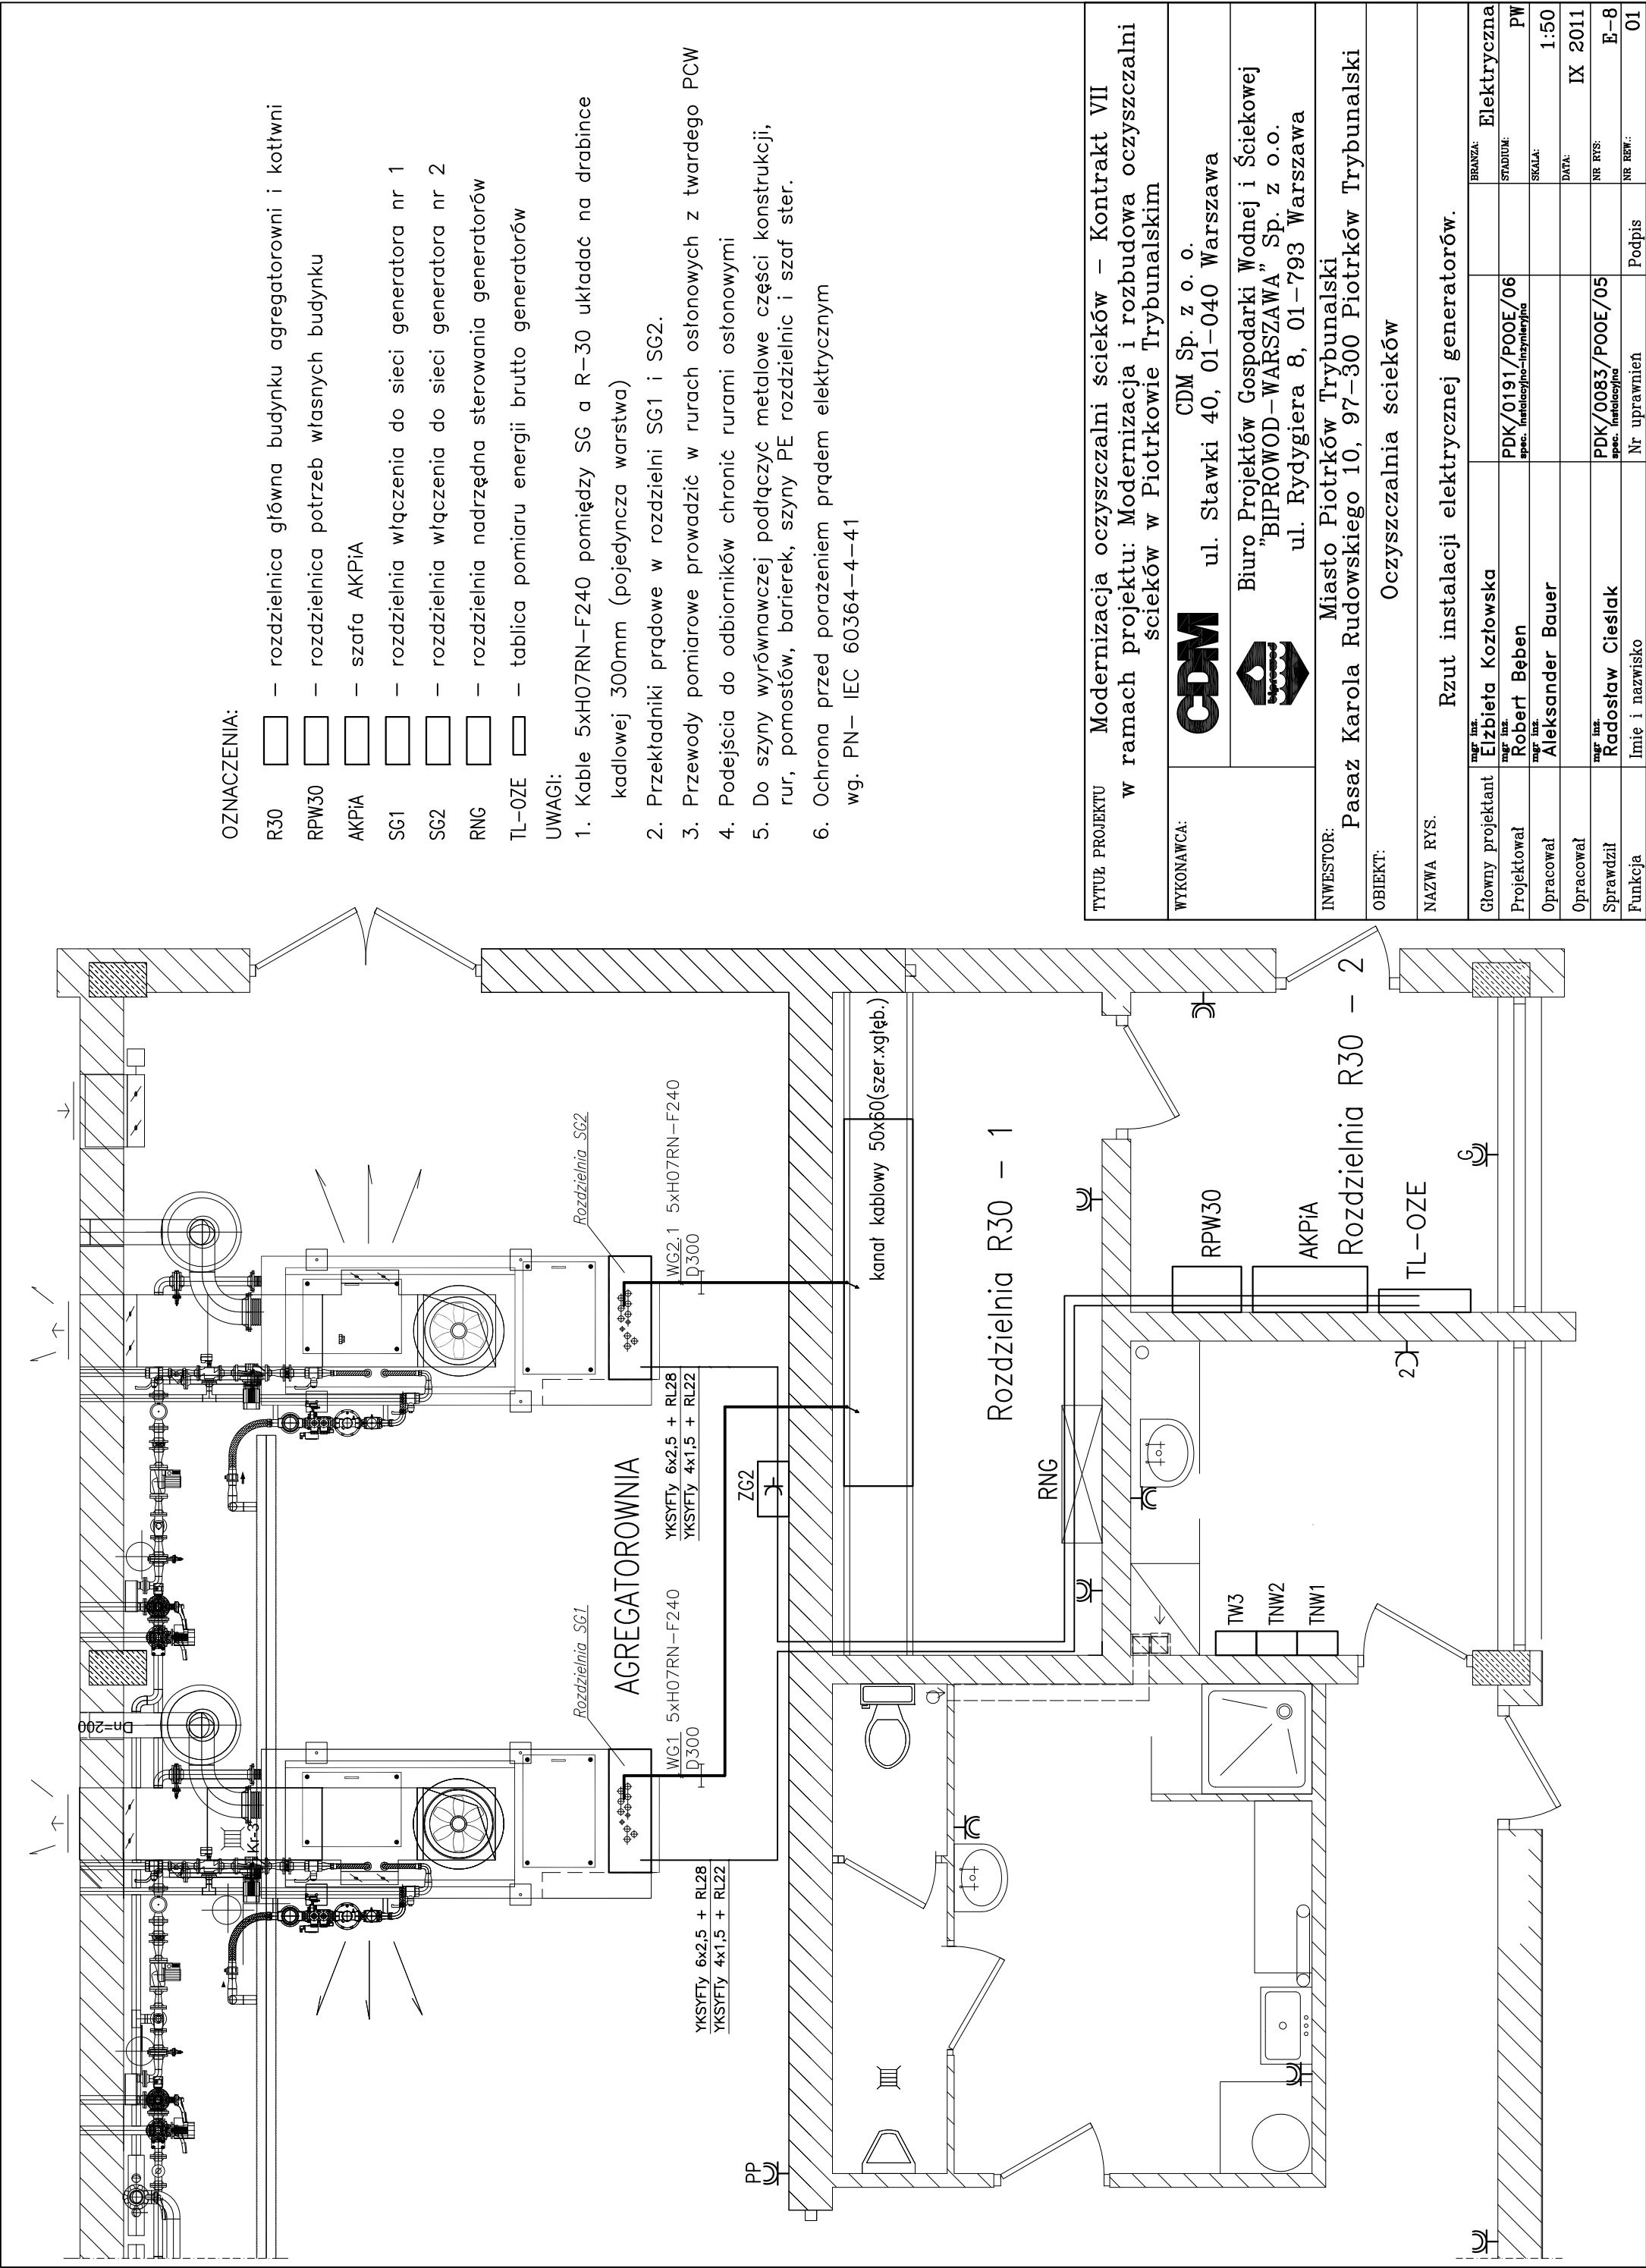 OZNACZENIA:
R30 – rozdzielnica główna budynku agregatorowni i kotłwni
RPW30 – rozdzielnica potrzeb własnych budynku
AKPiA – szafa AKPiA
SG1 – rozdzielnia włączenia do sieci generatora nr 1
SG2 – rozdzielnia włączenia do sieci generatora nr 2
RNG – rozdzielnia nadrzędna sterowania generatorów
TL-OZE – tablica pomiaru energii brutto generatorów
UWAGI:
1. Kable 5xH07RN-F240 pomiędzy SG a R-30 układać na drabince
kadlowej 300mm (pojedyncza warstwa)
2. Przekładniki prądowe w rozdzielni SG1 i SG2.
3. Przewody pomiarowe prowadzić w rurach osłonowych z twardego PCW
4. Podejścia do odbiorników chronić rurami osłonowymi
5. Do szyny wyrównawczej podłączyć metalowe części konstrukcji,
rur, pomostów, barierek, szyny PE rozdzielnic i szaf ster.
6. Ochrona przed porażeniem prądem elektrycznym
wg. PN- IEC 60364-4-41
TYTUŁ PROJEKTU Modernizacja oczyszczalni ścieków – Kontrakt VII
w ramach projektu: Modernizacja i rozbudowa oczyszczalni
ścieków w Piotrkowie Trybunalskim
WYKONAWCA:
CDM
CDM Sp. z o. o.
ul. Stawki 40, 01-040 Warszawa
biprowod
Biuro Projektów Gospodarki Wodnej i Ściekowej
"BIPROWOD-WARSZAWA" Sp. z o.o.
ul. Rydygiera 8, 01-793 Warszawa
INWESTOR: Miasto Piotrków Trybunalski
Pasaż Karola Rudowskiego 10, 97-300 Piotrków Trybunalski
OBIEKT: Oczyszczalnia ścieków
NAZWA RYS. Rzut instalacji elektrycznej generatorów.
Głowny projektant mgr inż. Elżbieta Kozłowska BRANŻA: Elektryczna
Projektował mgr inż. Robert Bęben PDK/0191/POOE/06 spec. instalacyjno-inżynieryjna STADIUM: PW
Opracował mgr inż. Aleksander Bauer SKALA: 1:50
Opracował DATA: IX 2011
Sprawdził mgr inż. Radosław Cieślak PDK/0083/POOE/05 spec. instalacyjna NR RYS: E-8
Funkcja Imię i nazwisko Nr uprawnień Podpis NR REW.: 01
Dn=200
Kr-3
Rozdzielnia SG1
Rozdzielnia SG2
AGREGATOROWNIA
WG1 5xH07RN-F240
D300
WG2.1 5xH07RN-F240
D300
YKSYFTy 6x2,5 + RL28
YKSYFTy 4x1,5 + RL22
YKSYFTy 6x2,5 + RL28
YKSYFTy 4x1,5 + RL22
ZG2
PP
kanał kablowy 50x60(szer.xgłęb.)
Rozdzielnia R30 – 1
RNG
RPW30
AKPiA
Rozdzielnia R30 – 2
TL-OZE
G
2
TW3
TNW2
TNW1